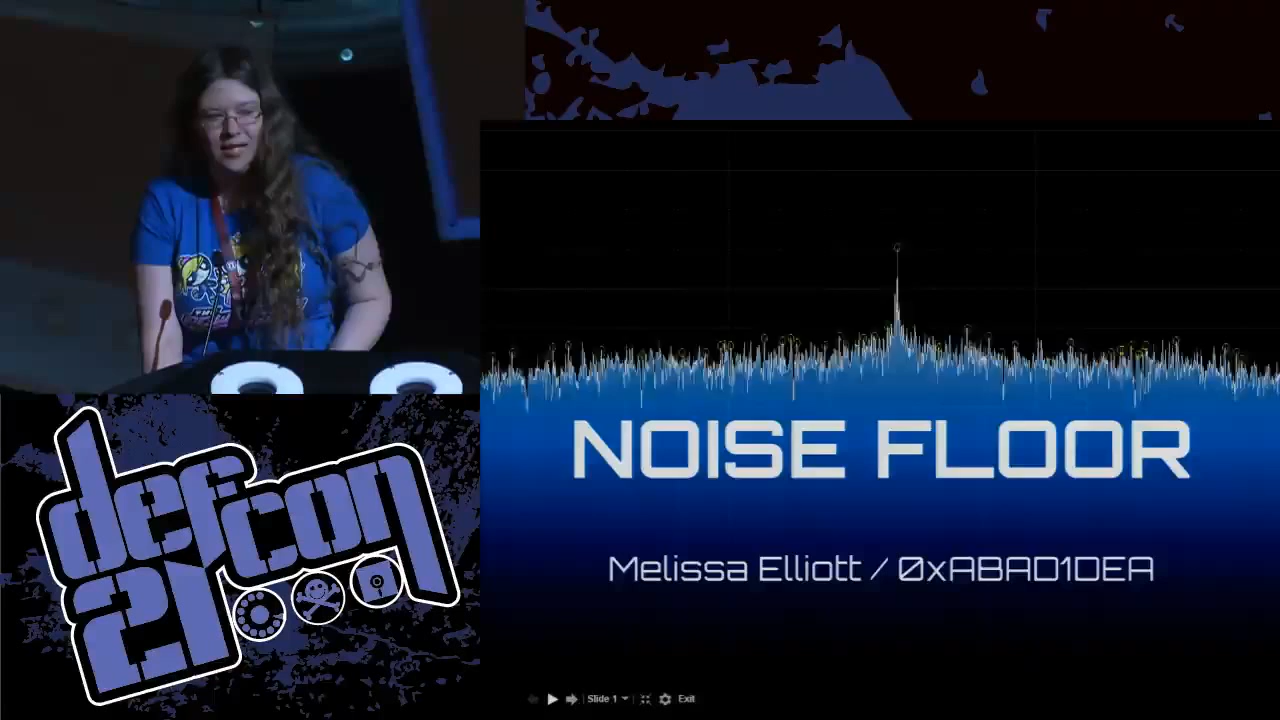 NOISE FLOOR
Melissa Elliott / 0xABAD1DEA
defcon
21
Slide 1
Exit